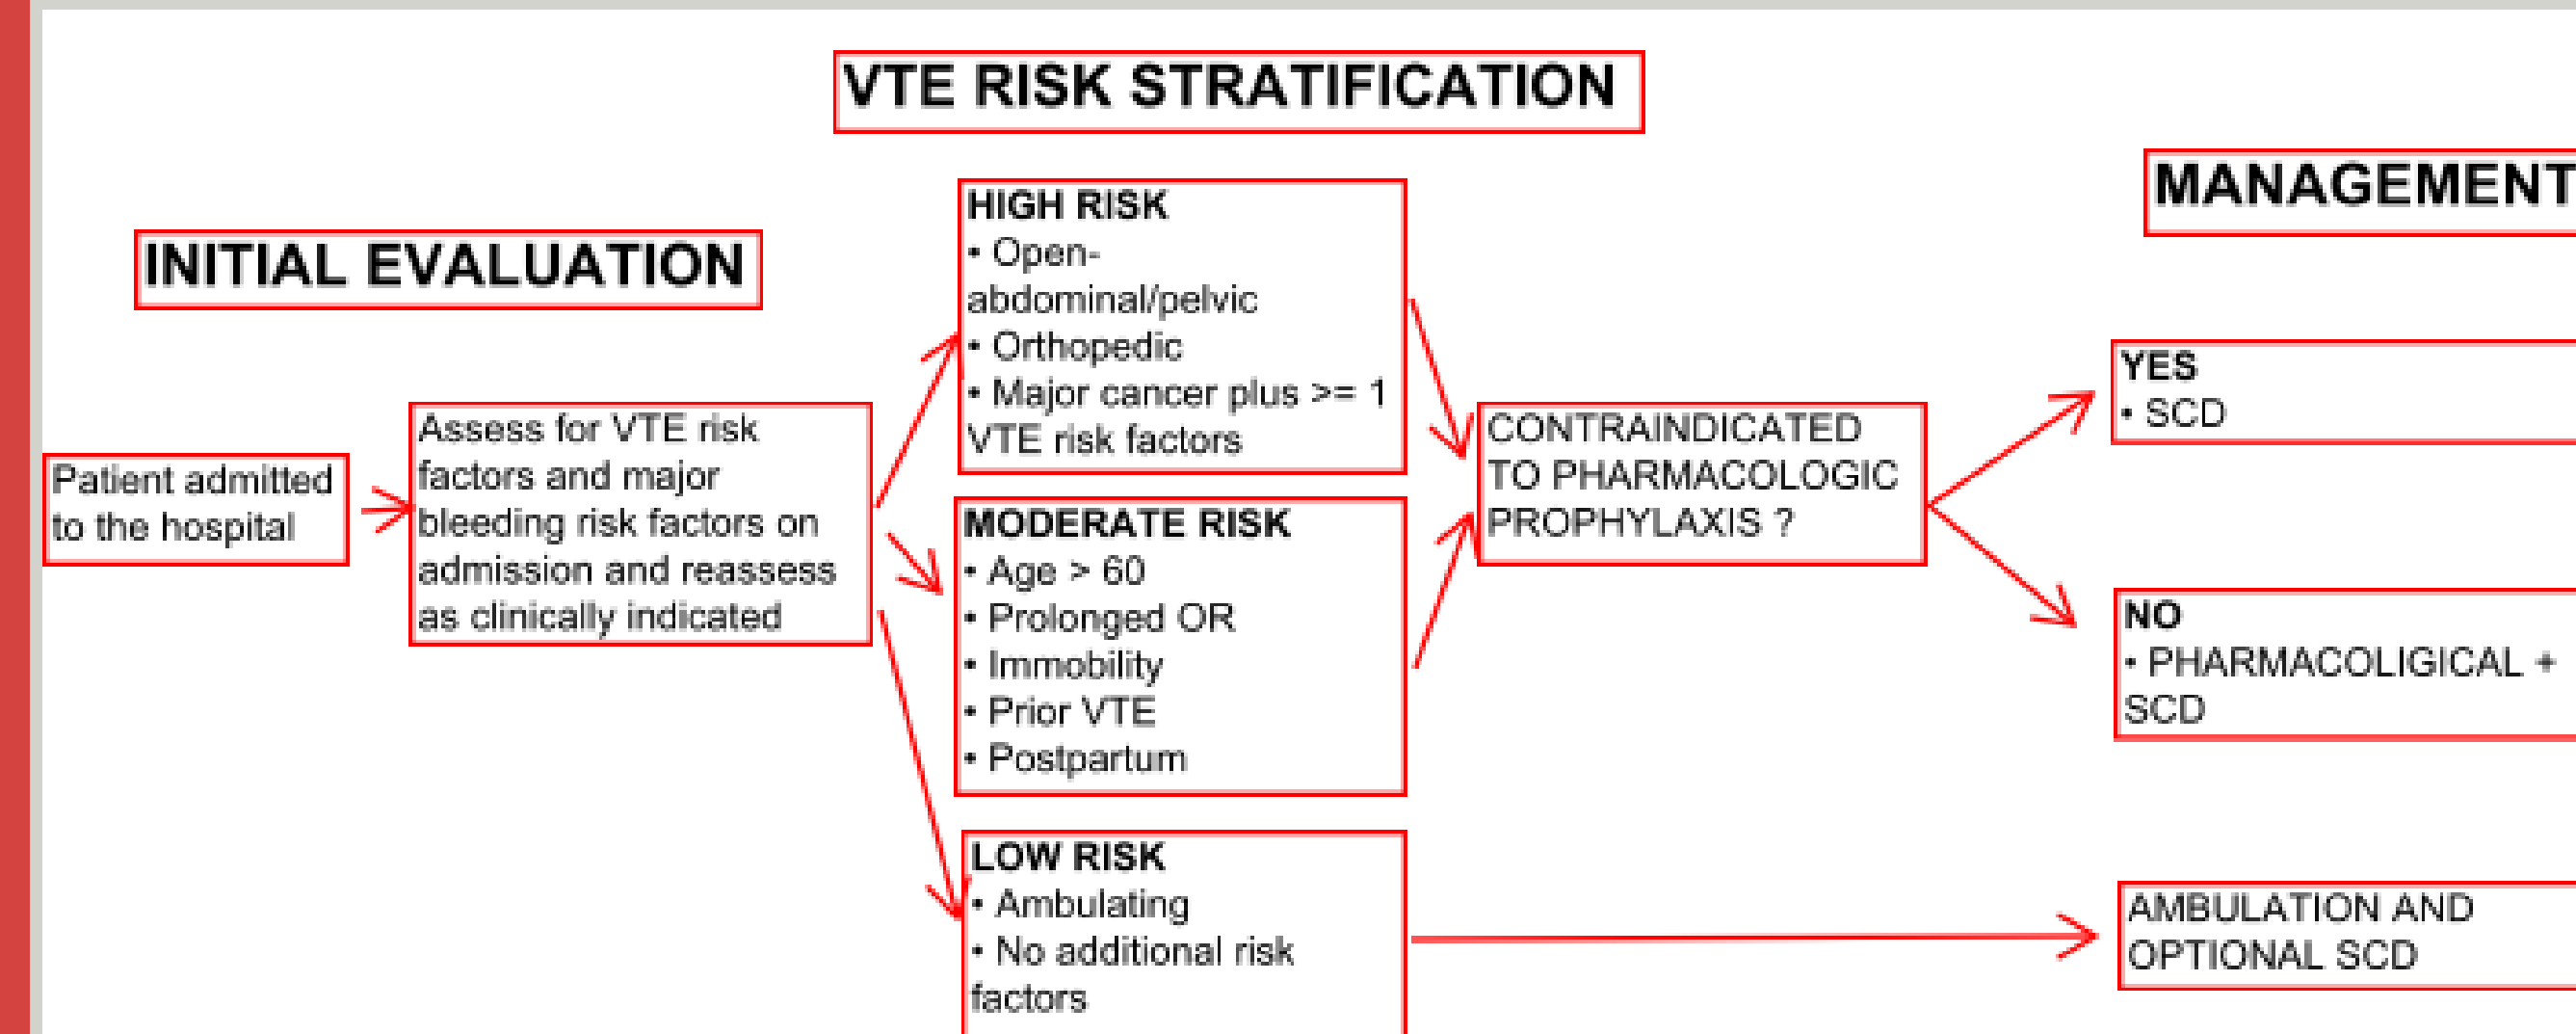 VTE RISK STRATIFICATION
MANAGEMENT
INITIAL EVALUATION
Patient admitted
to the hospital
Assess for VTE risk
factors and major
bleeding risk factors on
admission and reassess
as clinically indicated
HIGH RISK
• Open-
abdominal/pelvic
• Orthopedic
• Major cancer plus >= 1
VTE risk factors
MODERATE RISK
• Age > 60
• Prolonged OR
• Immobility
• Prior VTE
• Postpartum
LOW RISK
• Ambulating
• No additional risk
factors
CONTRAINDICATED
TO PHARMACOLOGIC
PROPHYLAXIS ?
YES
• SCD
NO
• PHARMACOLIGICAL +
SCD
AMBULATION AND
OPTIONAL SCD